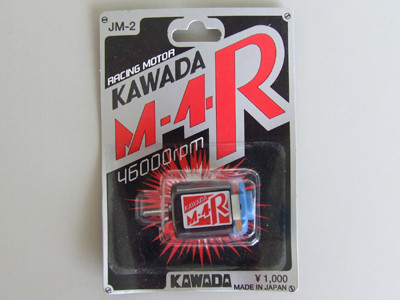 JM-2
RACING MOTOR
KAWADA
M-4-R
46000rpm
KAWADA
M-4-R
KAWADA
¥1,000
MADE IN JAPAN